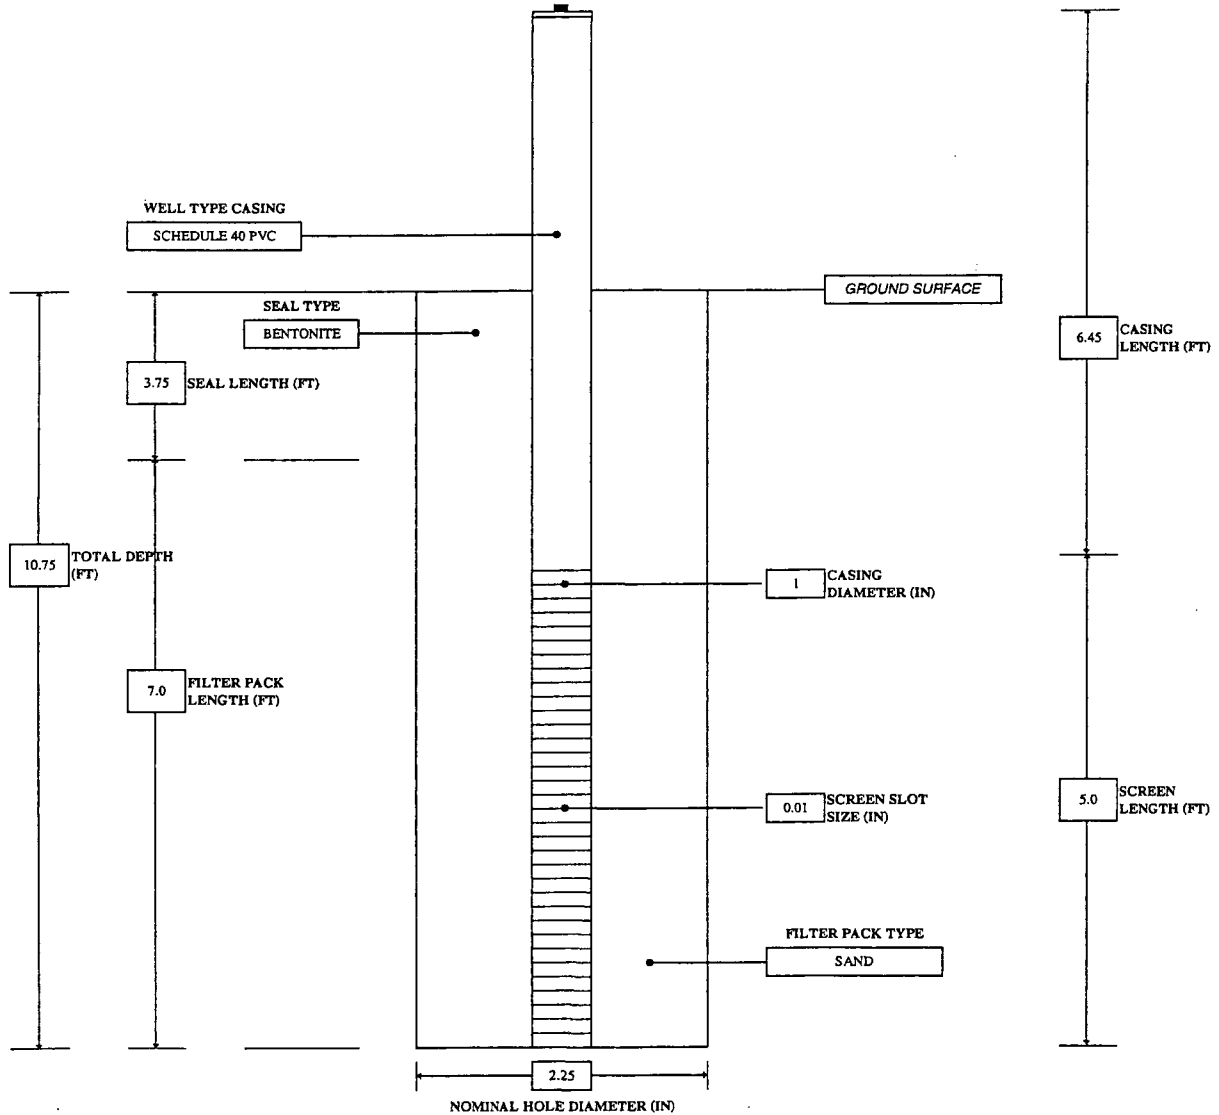 WELL TYPE CASING
SCHEDULE 40 PVC
GROUND SURFACE
SEAL TYPE
BENTONITE
6.45
CASING
LENGTH (FT)
3.75
SEAL LENGTH (FT)
10.75
TOTAL DEPTH
(FT)
1
CASING
DIAMETER (IN)
7.0
FILTER PACK
LENGTH (FT)
0.01
SCREEN SLOT
SIZE (IN)
5.0
SCREEN
LENGTH (FT)
FILTER PACK TYPE
SAND
2.25
NOMINAL HOLE DIAMETER (IN)